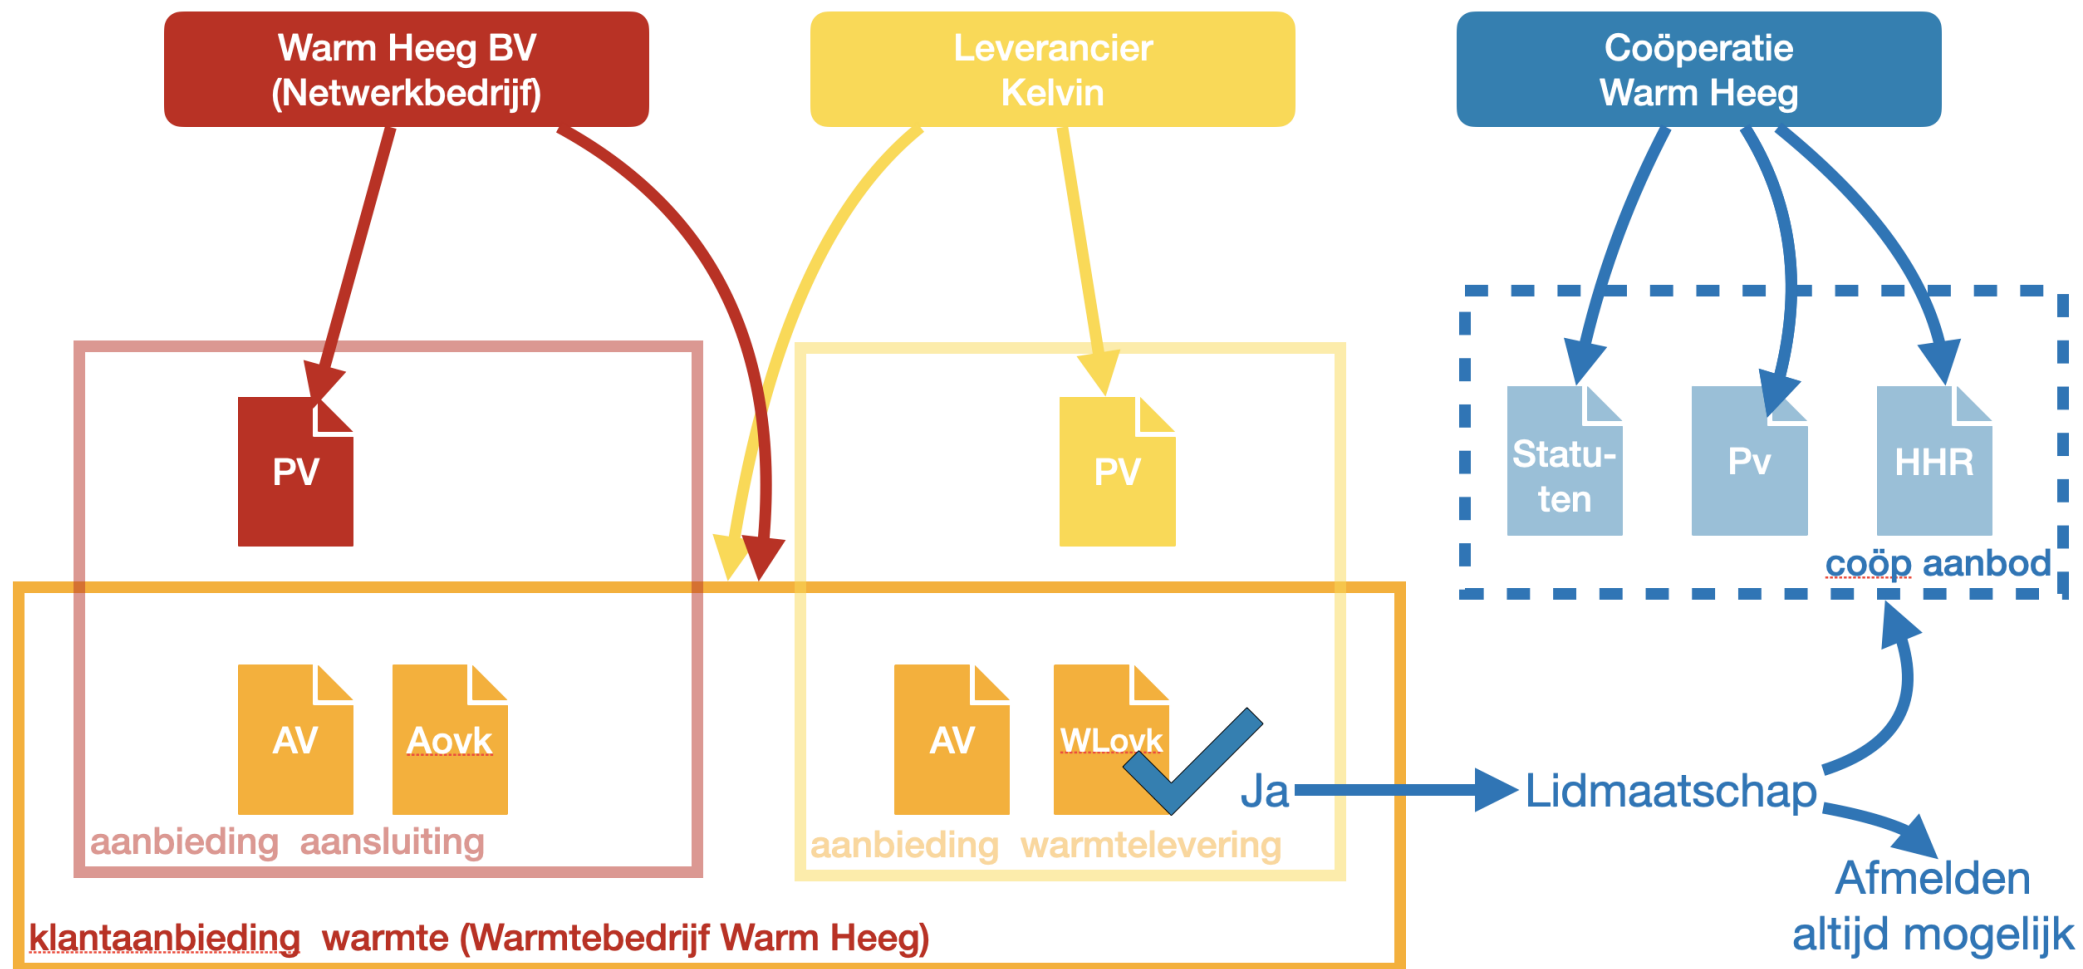 Warm Heeg BV
(Netwerkbedrijf)
Leverancier
Kelvin
Coöperatie
Warm Heeg
PV
PV
Statu-
ten
Pv
HHR
coöp aanbod
AV
Aovk
AV
WLovk
Ja
Lidmaatschap
aanbieding aansluiting
aanbieding warmtelevering
Afmelden
altijd mogelijk
klantaanbieding warmte (Warmtebedrijf Warm Heeg)